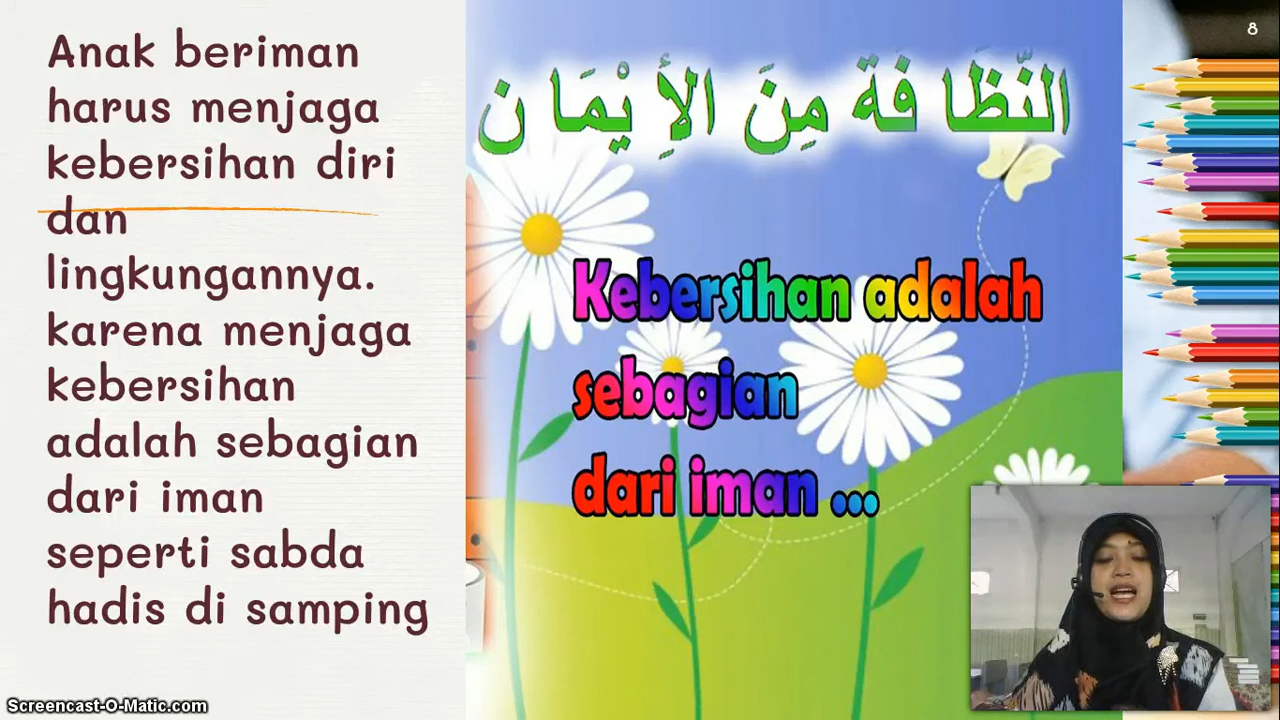 Anak beriman
harus menjaga
kebersihan diri
dan
lingkungannya.
karena menjaga
kebersihan
adalah sebagian
dari iman
seperti sabda
hadis di samping
النَّظَا فَة مِنَ الأِ يْمَا ن
Kebersihan adalah
sebagian
dari iman ...
8
Screencast-O-Matic.com